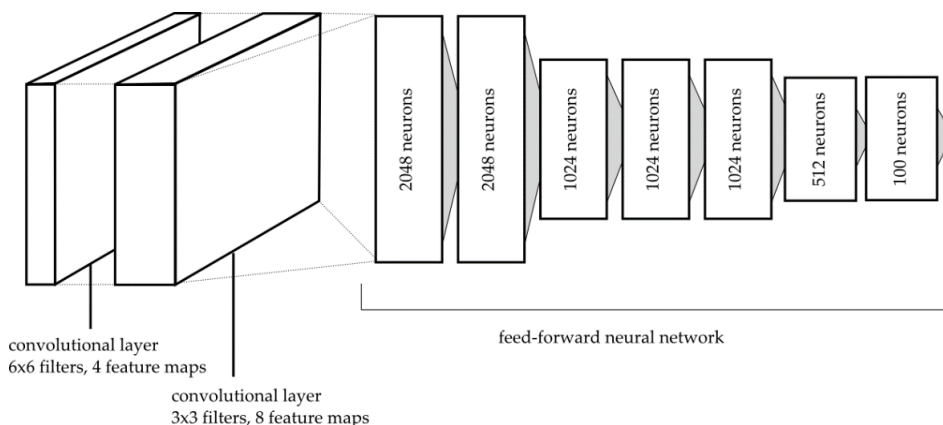 2048 neurons
2048 neurons
1024 neurons
1024 neurons
1024 neurons
512 neurons
100 neurons
feed-forward neural network
convolutional layer
6x6 filters, 4 feature maps
convolutional layer
3x3 filters, 8 feature maps